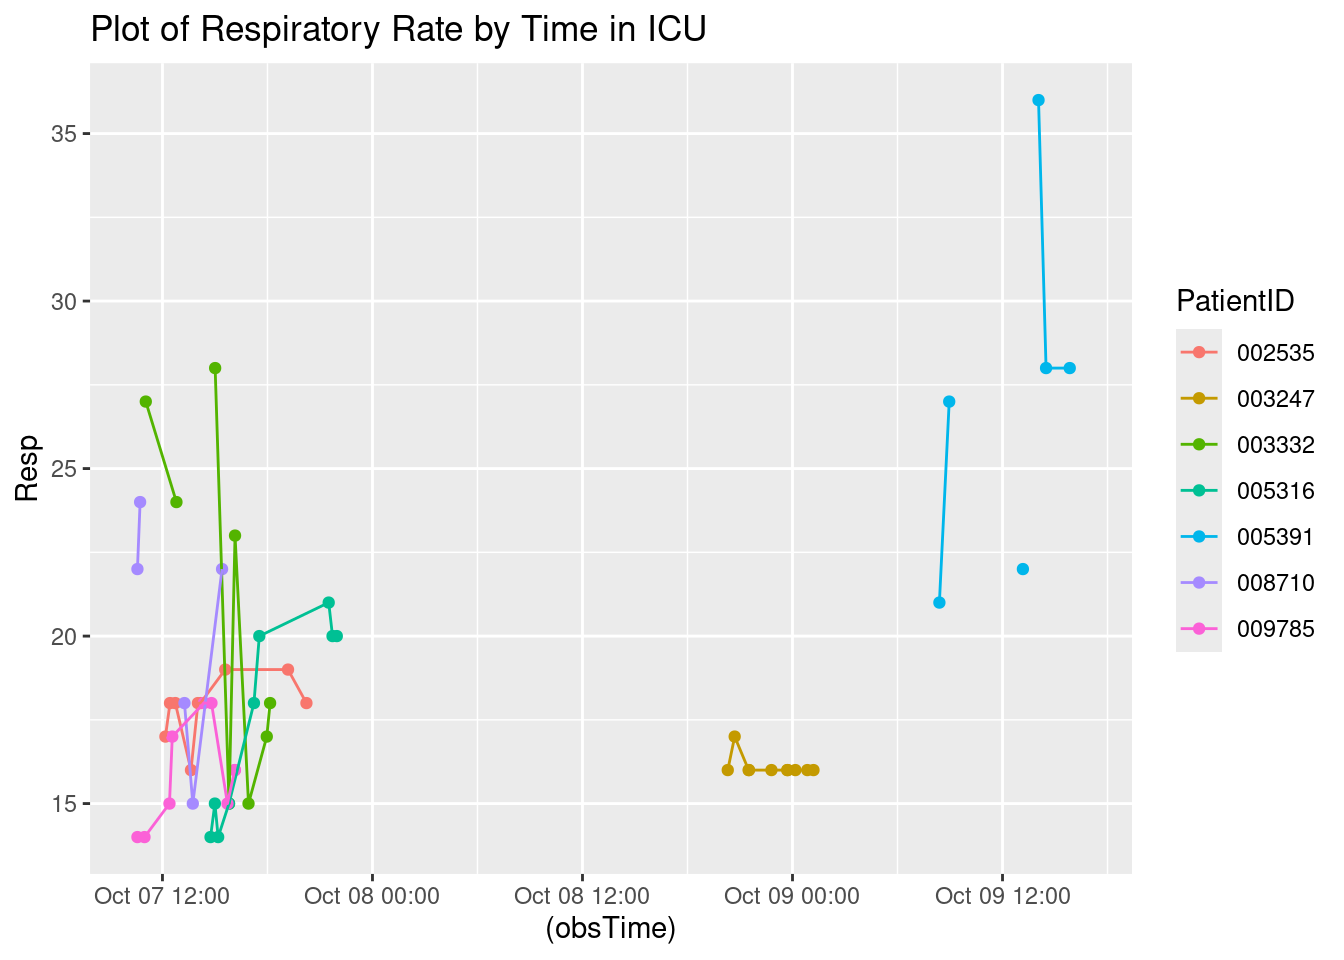 Plot of Respiratory Rate by Time in ICU
35
30
25
20
15
Resp
Oct 07 12:00
Oct 08 00:00
Oct 08 12:00
Oct 09 00:00
Oct 09 12:00
(obsTime)
PatientID
002535
003247
003332
005316
005391
008710
009785